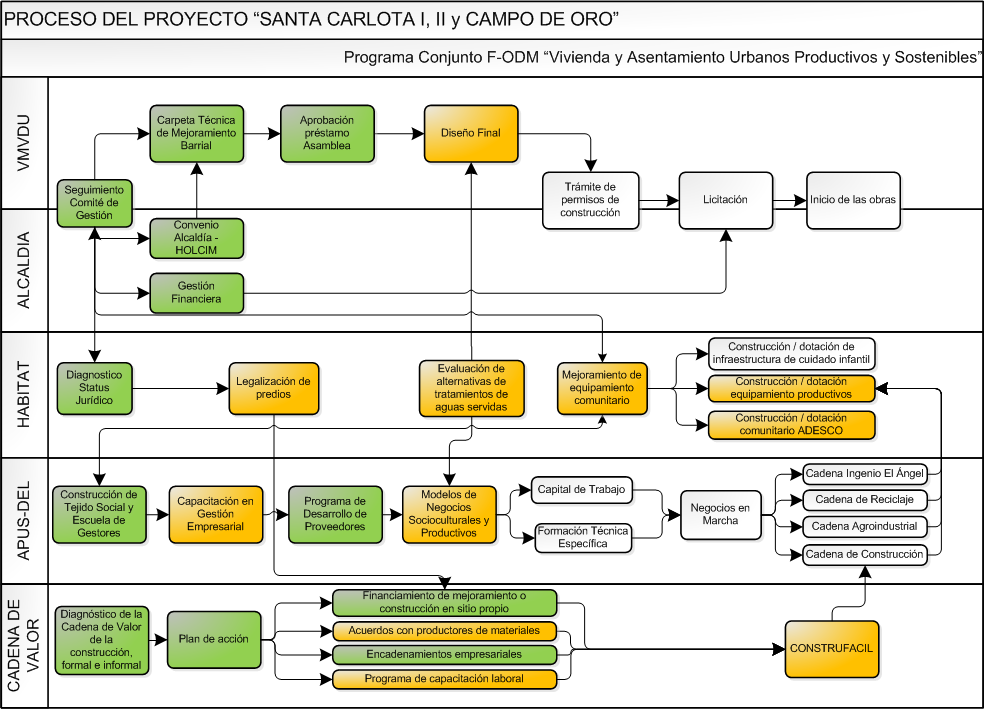 PROCESO DEL PROYECTO “SANTA CARLOTA I, II y CAMPO DE ORO”
Programa Conjunto F-ODM “Vivienda y Asentamiento Urbanos Productivos y Sostenibles”
VMVDU
Carpeta Técnica
de Mejoramiento
Barrial
Aprobación
préstamo
Asamblea
Diseño Final
Seguimiento
Comité de
Gestión
Trámite de
permisos de
construcción
Licitación
Inicio de las obras
ALCALDIA
Convenio
Alcaldía -
HOLCIM
Gestión
Financiera
HABITAT
Diagnostico
Status
Jurídico
Legalización de
predios
Evaluación de
alternativas de
tratamientos de
aguas servidas
Mejoramiento de
equipamiento
comunitario
Construcción / dotación de
infraestructura de cuidado infantil
Construcción / dotación
equipamiento productivos
Construcción / dotación
comunitario ADESCO
APUS-DEL
Construcción de
Tejido Social y
Escuela de
Gestores
Capacitación en
Gestión
Empresarial
Programa de
Desarrollo de
Proveedores
Modelos de
Negocios
Socioculturales y
Productivos
Capital de Trabajo
Formación Técnica
Específica
Negocios en
Marcha
Cadena Ingenio El Ángel
Cadena de Reciclaje
Cadena Agroindustrial
Cadena de Construcción
CADENA DE
VALOR
Diagnóstico de la
Cadena de Valor
de la
construcción,
formal e informal
Plan de acción
Financiamiento de mejoramiento o
construcción en sitio propio
Acuerdos con productores de materiales
Encadenamientos empresariales
Programa de capacitación laboral
CONSTRUFACIL